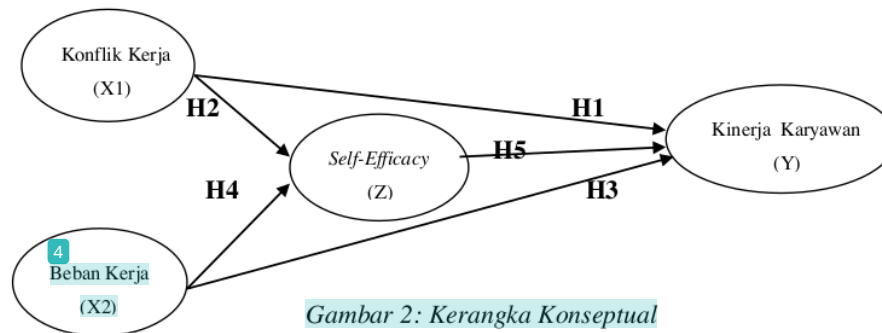 Konflik Kerja
(X1)
H2
H1
Kinerja Karyawan
(Y)
Self-Efficacy
(Z)
H5
H4
H3
4
Beban Kerja
(X2)
Gambar 2: Kerangka Konseptual